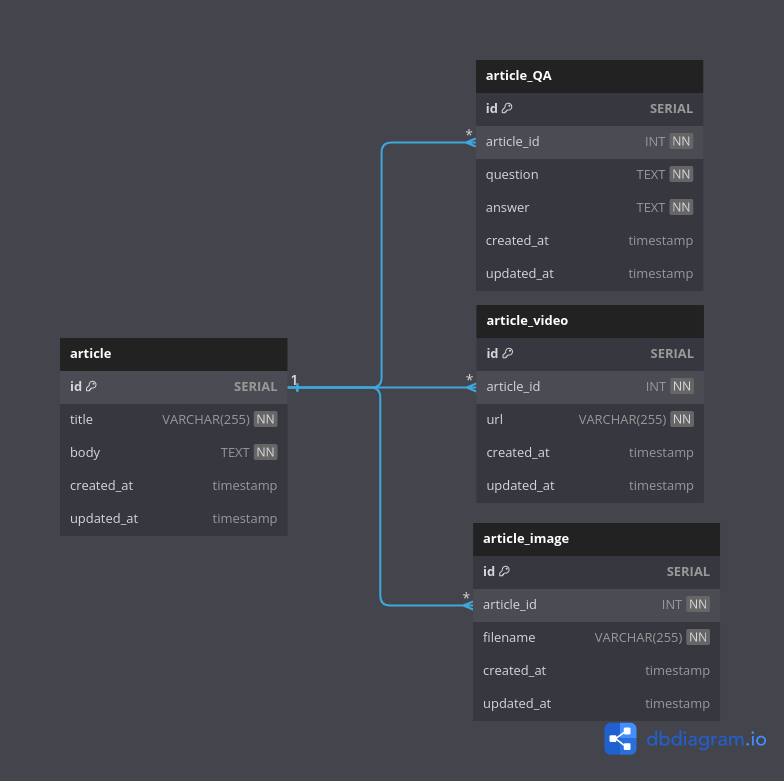 article_QA
id SERIAL
article_id INT NN
question TEXT NN
answer TEXT NN
created_at timestamp
updated_at timestamp
article_video
id SERIAL
article_id INT NN
url VARCHAR(255) NN
created_at timestamp
updated_at timestamp
article
id SERIAL
title VARCHAR(255) NN
body TEXT NN
created_at timestamp
updated_at timestamp
1
*
*
*
article_image
id SERIAL
article_id INT NN
filename VARCHAR(255) NN
created_at timestamp
updated_at timestamp
dbdiagram.io